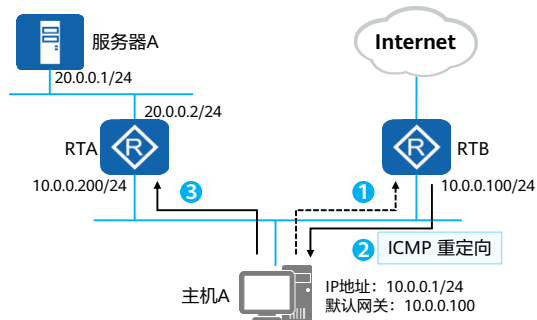 服务器A
Internet
20.0.0.1/24
20.0.0.2/24
RTA
R
R
RTB
10.0.0.200/24
3
1
10.0.0.100/24
2
ICMP 重定向
主机A
IP地址：10.0.0.1/24
默认网关：10.0.0.100